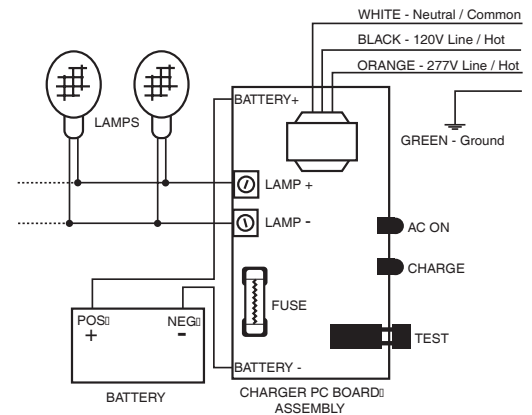 WHITE - Neutral / Common
BLACK - 120V Line / Hot
ORANGE - 277V Line / Hot
GREEN - Ground
BATTERY+
LAMPS
LAMP +
LAMP -
AC ON
CHARGE
FUSE
TEST
POS
NEG
+
-
BATTERY -
BATTERY
CHARGER PC BOARD
ASSEMBLY